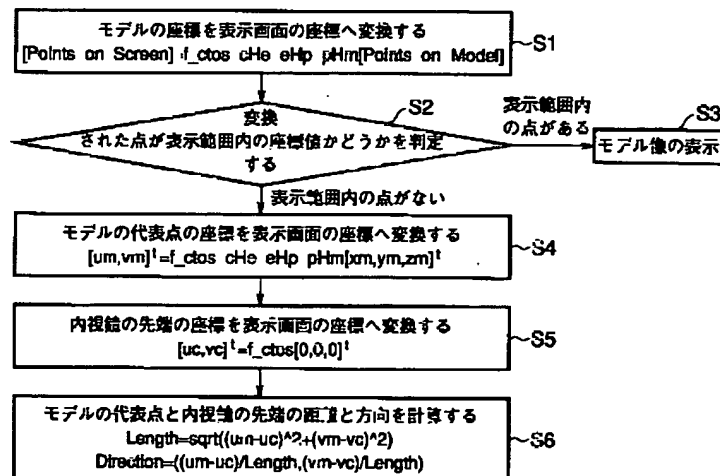 モデルの座標を表示画面の座標へ変換する
[Points on Screen]=f_ctos cHe eHp pHm[Points on Model]
S1
変換
された点が表示範囲内の座標値かどうかを判定
する
S2
表示範囲内
の点がある
S3
モデル像の表示
表示範囲内の点がない
モデルの代表点の座標を表示画面の座標へ変換する
[um,vm]t=f_ctos cHe eHp pHm[xm,ym,zm]t
S4
内視鏡の先端の座標を表示画面の座標へ変換する
[uc,vc]t=f_ctos[0,0,0]t
S5
モデルの代表点と内視鏡の先端の距離と方向を計算する
Length=sqrt((um-uc)^2+(vm-vc)^2)
Direction=((um-uc)/Length,(vm-vc)/Length)
S6